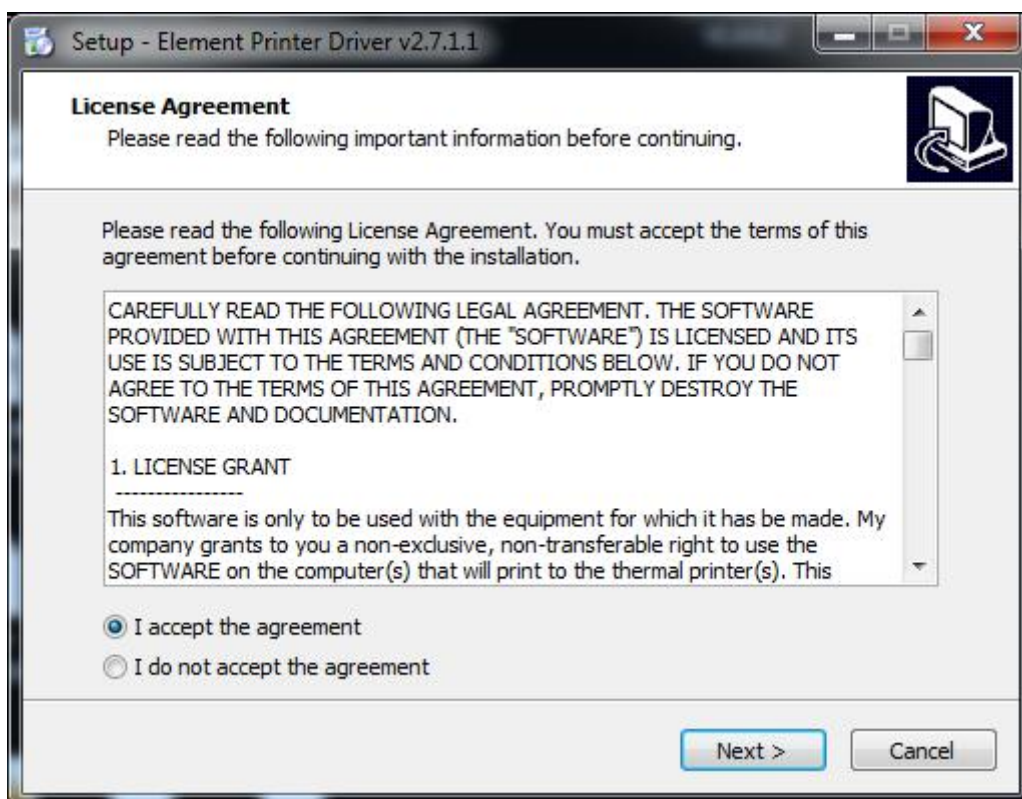 Setup - Element Printer Driver v2.7.1.1
License Agreement
Please read the following important information before continuing.
Please read the following License Agreement. You must accept the terms of this
agreement before continuing with the installation.
CAREFULLY READ THE FOLLOWING LEGAL AGREEMENT. THE SOFTWARE
PROVIDED WITH THIS AGREEMENT (THE "SOFTWARE") IS LICENSED AND ITS
USE IS SUBJECT TO THE TERMS AND CONDITIONS BELOW. IF YOU DO NOT
AGREE TO THE TERMS OF THIS AGREEMENT, PROMPTLY DESTROY THE
SOFTWARE AND DOCUMENTATION.
1. LICENSE GRANT
----------------
This software is only to be used with the equipment for which it has be made. My
company grants to you a non-exclusive, non-transferable right to use the
SOFTWARE on the computer(s) that will print to the thermal printer(s). This
I accept the agreement
I do not accept the agreement
Next >
Cancel